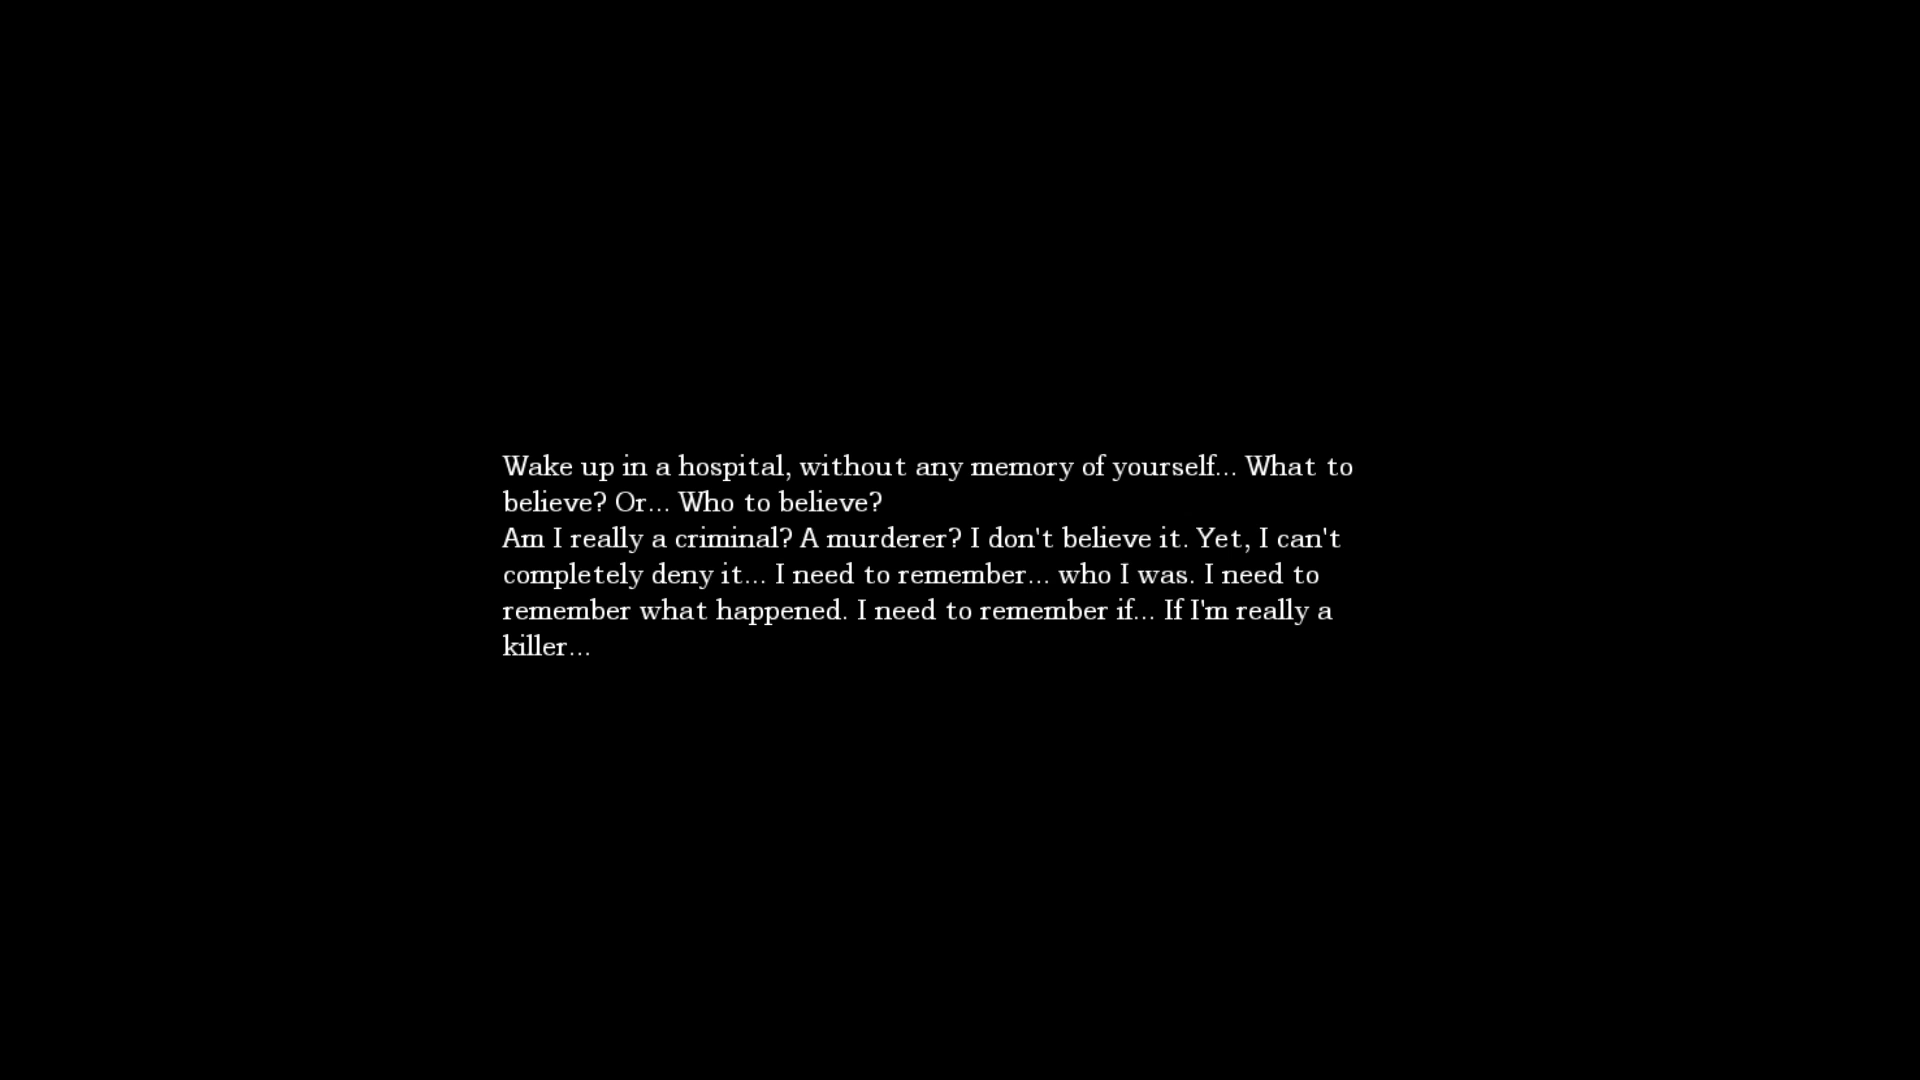 Wake up in a hospital, without any memory of yourself... What to
believe? Or... Who to believe?
Am I really a criminal? A murderer? I don't believe it. Yet, I can't
completely deny it... I need to remember... who I was. I need to
remember what happened. I need to remember if... If I'm really a
killer...